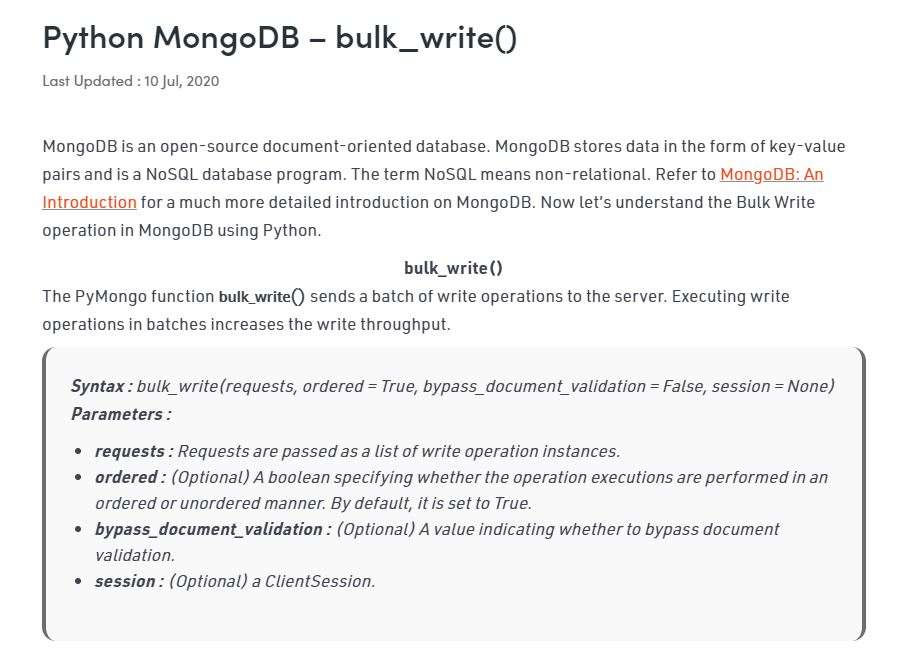 Python MongoDB – bulk_write()
Last Updated : 10 Jul, 2020
MongoDB is an open-source document-oriented database. MongoDB stores data in the form of key-value
pairs and is a NoSQL database program. The term NoSQL means non-relational. Refer to MongoDB: An
Introduction for a much more detailed introduction on MongoDB. Now let's understand the Bulk Write
operation in MongoDB using Python.
bulk_write()
The PyMongo function bulk_write() sends a batch of write operations to the server. Executing write
operations in batches increases the write throughput.
Syntax : bulk_write(requests, ordered = True, bypass_document_validation = False, session = None)
Parameters :
• requests : Requests are passed as a list of write operation instances.
• ordered : (Optional) A boolean specifying whether the operation executions are performed in an
ordered or unordered manner. By default, it is set to True.
• bypass_document_validation : (Optional) A value indicating whether to bypass document
validation.
• session : (Optional) a ClientSession.